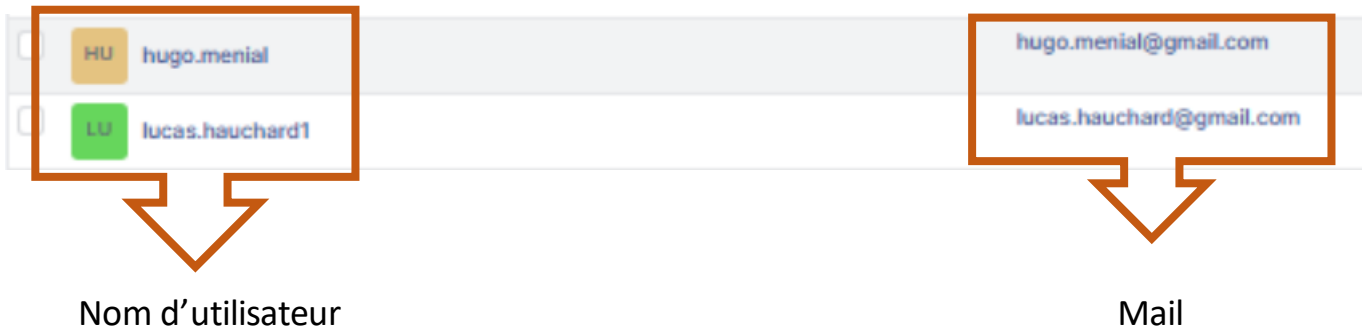 HU hugo.menial hugo.menial@gmail.com
LU lucas.hauchard1 lucas.hauchard@gmail.com
Nom d’utilisateur Mail